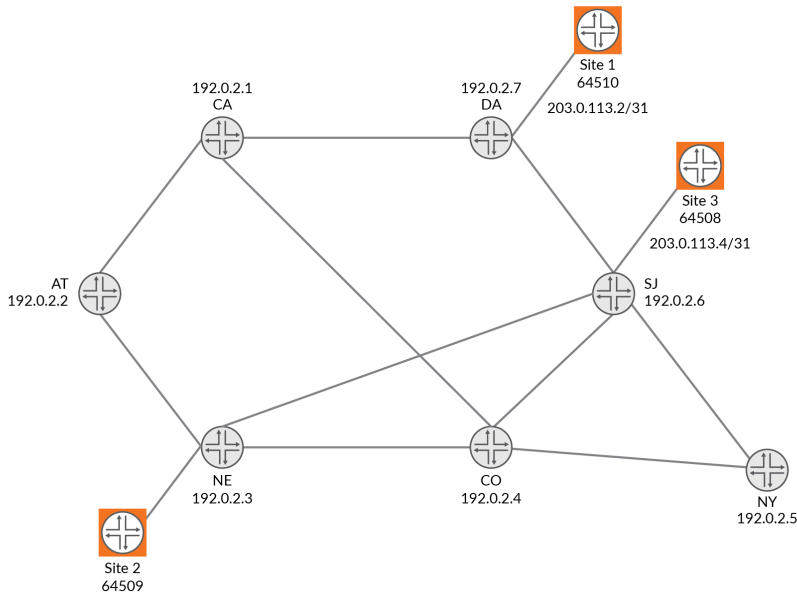 Site 1
64510
203.0.113.2/31
192.0.2.1
CA
192.0.2.7
DA
Site 3
64508
203.0.113.4/31
AT
192.0.2.2
SJ
192.0.2.6
NE
192.0.2.3
CO
192.0.2.4
NY
192.0.2.5
Site 2
64509